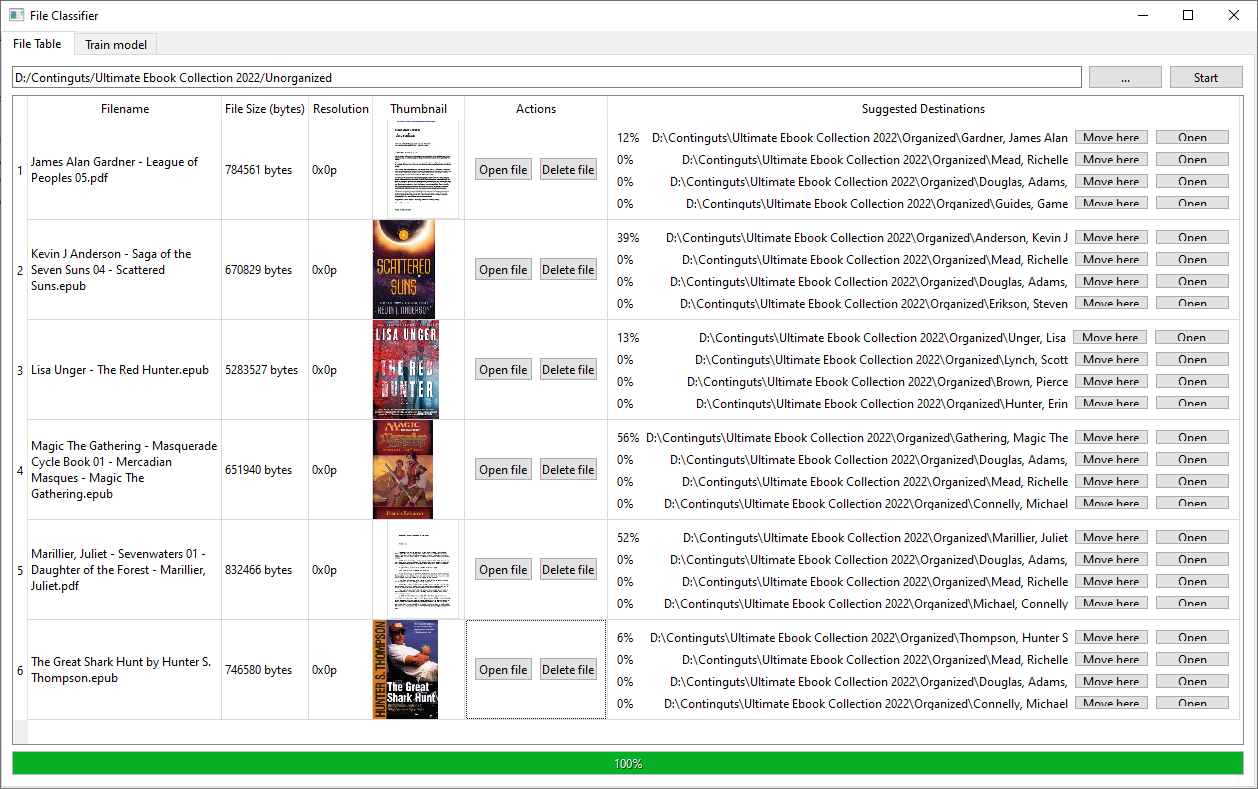 File Classifier
File Table
Train model
D:/Continguts/Ultimate Ebook Collection 2022/Unorganized
...
Start
Filename
File Size (bytes)
Resolution
Thumbnail
Actions
Suggested Destinations
1
James Alan Gardner - League of
Peoples 05.pdf
784561 bytes
0x0p
Open file
Delete file
12% D:\Continguts\Ultimate Ebook Collection 2022\Organized\Gardner, James Alan Move here Open
0% D:\Continguts\Ultimate Ebook Collection 2022\Organized\Mead, Richelle Move here Open
0% D:\Continguts\Ultimate Ebook Collection 2022\Organized\Douglas, Adams, Move here Open
0% D:\Continguts\Ultimate Ebook Collection 2022\Organized\Guides, Game Move here Open
2
Kevin J Anderson - Saga of the
Seven Suns 04 - Scattered
Suns.epub
670829 bytes
0x0p
SCATTERED
SUNS
KEVIN J. ANDERSON
Open file
Delete file
39% D:\Continguts\Ultimate Ebook Collection 2022\Organized\Anderson, Kevin J Move here Open
0% D:\Continguts\Ultimate Ebook Collection 2022\Organized\Mead, Richelle Move here Open
0% D:\Continguts\Ultimate Ebook Collection 2022\Organized\Douglas, Adams, Move here Open
0% D:\Continguts\Ultimate Ebook Collection 2022\Organized\Erikson, Steven Move here Open
3
Lisa Unger - The Red Hunter.epub
5283527 bytes
0x0p
LISA UNGER
THE RED
HUNTER
Open file
Delete file
13% D:\Continguts\Ultimate Ebook Collection 2022\Organized\Unger, Lisa Move here Open
0% D:\Continguts\Ultimate Ebook Collection 2022\Organized\Lynch, Scott Move here Open
0% D:\Continguts\Ultimate Ebook Collection 2022\Organized\Brown, Pierce Move here Open
0% D:\Continguts\Ultimate Ebook Collection 2022\Organized\Hunter, Erin Move here Open
4
Magic The Gathering - Masquerade
Cycle Book 01 - Mercadian
Masques - Magic The
Gathering.epub
651940 bytes
0x0p
MAGIC
Open file
Delete file
56% D:\Continguts\Ultimate Ebook Collection 2022\Organized\Gathering, Magic The Move here Open
0% D:\Continguts\Ultimate Ebook Collection 2022\Organized\Douglas, Adams, Move here Open
0% D:\Continguts\Ultimate Ebook Collection 2022\Organized\Mead, Richelle Move here Open
0% D:\Continguts\Ultimate Ebook Collection 2022\Organized\Connelly, Michael Move here Open
5
Marillier, Juliet - Sevenwaters 01 -
Daughter of the Forest - Marillier,
Juliet.pdf
832466 bytes
0x0p
Open file
Delete file
52% D:\Continguts\Ultimate Ebook Collection 2022\Organized\Marillier, Juliet Move here Open
0% D:\Continguts\Ultimate Ebook Collection 2022\Organized\Douglas, Adams, Move here Open
0% D:\Continguts\Ultimate Ebook Collection 2022\Organized\Mead, Richelle Move here Open
0% D:\Continguts\Ultimate Ebook Collection 2022\Organized\Michael, Connelly Move here Open
6
The Great Shark Hunt by Hunter S.
Thompson.epub
746580 bytes
0x0p
HUNTER S. THOMPSON
The Great
Shark Hunt
Open file
Delete file
6% D:\Continguts\Ultimate Ebook Collection 2022\Organized\Thompson, Hunter S Move here Open
0% D:\Continguts\Ultimate Ebook Collection 2022\Organized\Mead, Richelle Move here Open
0% D:\Continguts\Ultimate Ebook Collection 2022\Organized\Douglas, Adams, Move here Open
0% D:\Continguts\Ultimate Ebook Collection 2022\Organized\Connelly, Michael Move here Open
100%